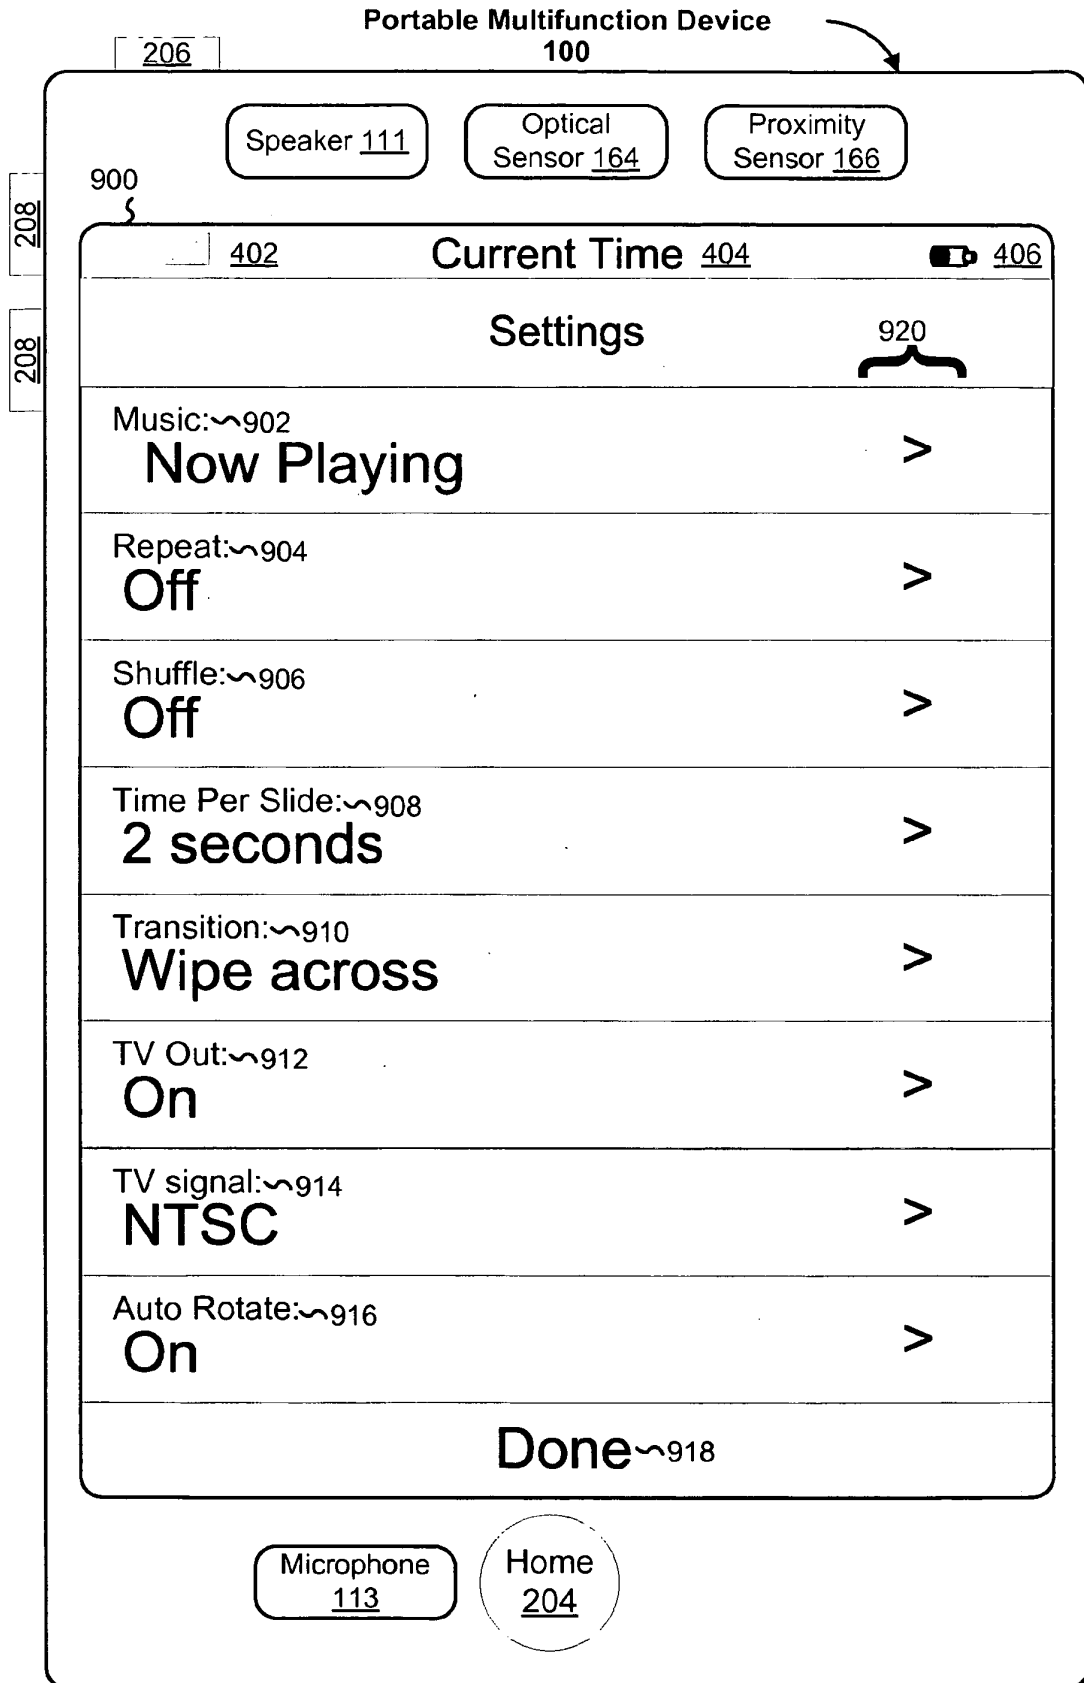 Portable Multifunction Device
100
206
Speaker 111
Optical
Sensor 164
Proximity
Sensor 166
900
208
208
402
Current Time 404
406
Settings
920
Music: 902
Now Playing
>
Repeat: 904
Off
>
Shuffle: 906
Off
>
Time Per Slide: 908
2 seconds
>
Transition: 910
Wipe across
>
TV Out: 912
On
>
TV signal: 914
NTSC
>
Auto Rotate: 916
On
>
Done 918
Microphone
113
Home
204